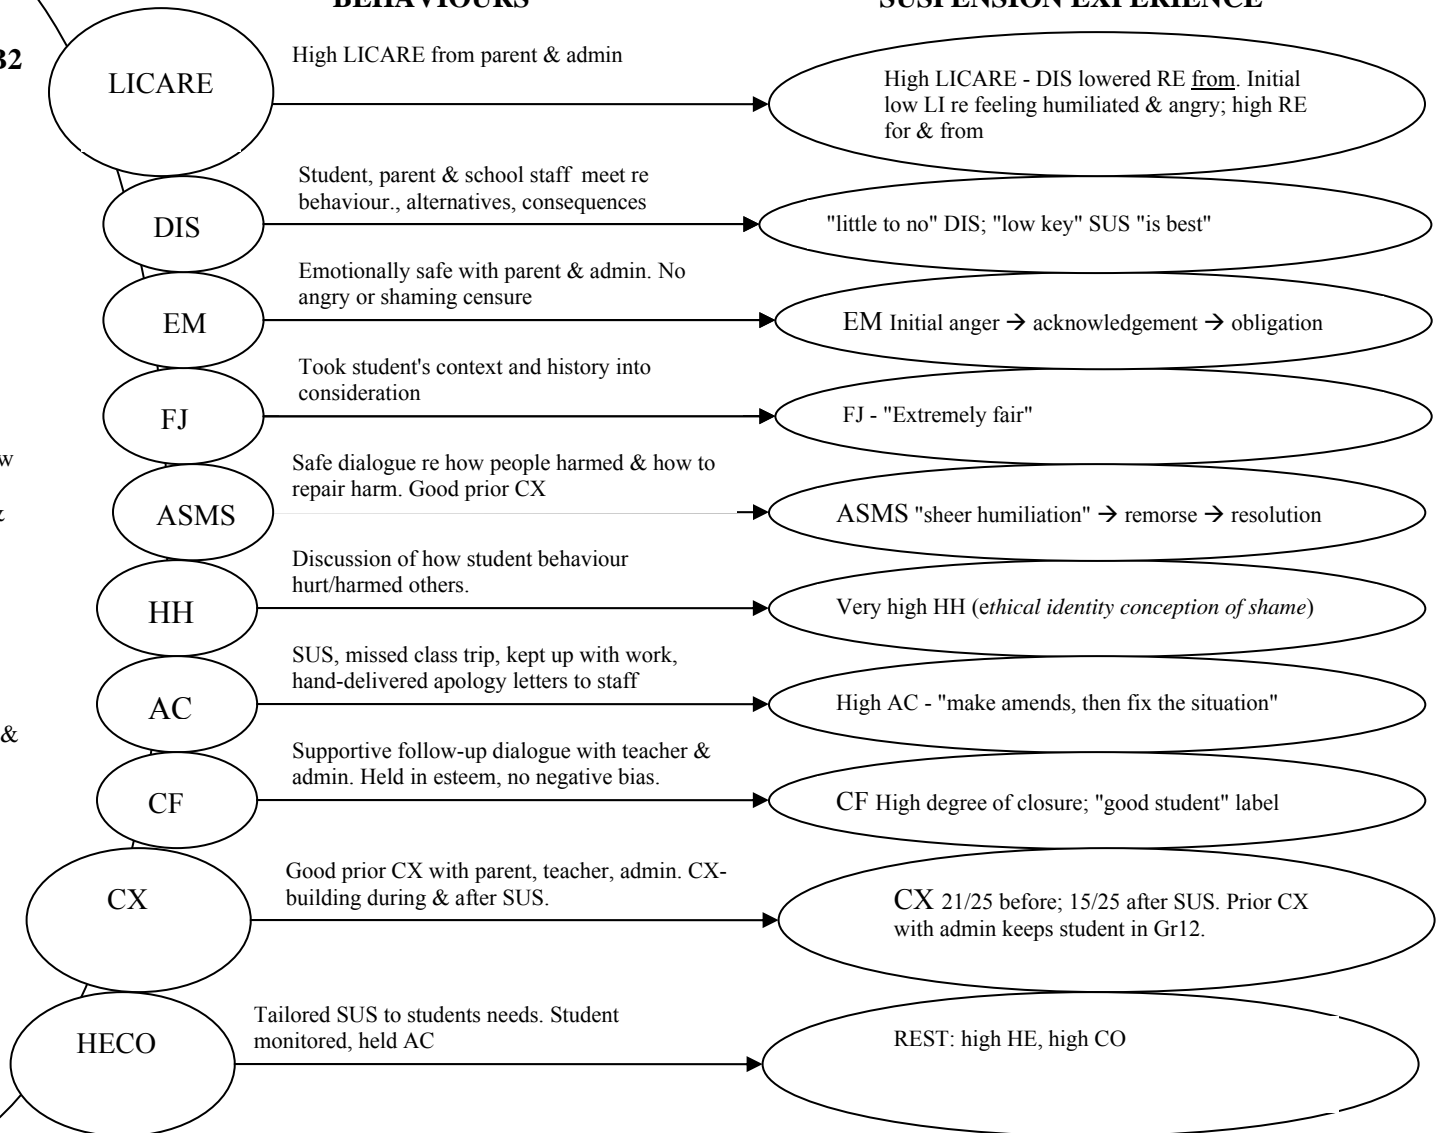 BEHAVIOURS
SUSPENSION EXPERIENCE
32
LICARE
High LICARE from parent & admin
High LICARE - DIS lowered RE from. Initial
low LI re feeling humiliated & angry; high RE
for & from
DIS
Student, parent & school staff meet re
behaviour., alternatives, consequences
"little to no" DIS; "low key" SUS "is best"
EM
Emotionally safe with parent & admin. No
angry or shaming censure
EM Initial anger → acknowledgement → obligation
FJ
Took student's context and history into
consideration
FJ - "Extremely fair"
w
&
ASMS
Safe dialogue re how people harmed & how to
repair harm. Good prior CX
ASMS "sheer humiliation" → remorse → resolution
HH
Discussion of how student behaviour
hurt/harmed others.
Very high HH (ethical identity conception of shame)
AC
SUS, missed class trip, kept up with work,
hand-delivered apology letters to staff
High AC - "make amends, then fix the situation"
&
CF
Supportive follow-up dialogue with teacher &
admin. Held in esteem, no negative bias.
CF High degree of closure; "good student" label
CX
Good prior CX with parent, teacher, admin. CX-
building during & after SUS.
CX 21/25 before; 15/25 after SUS. Prior CX
with admin keeps student in Gr12.
HECO
Tailored SUS to students needs. Student
monitored, held AC
REST: high HE, high CO